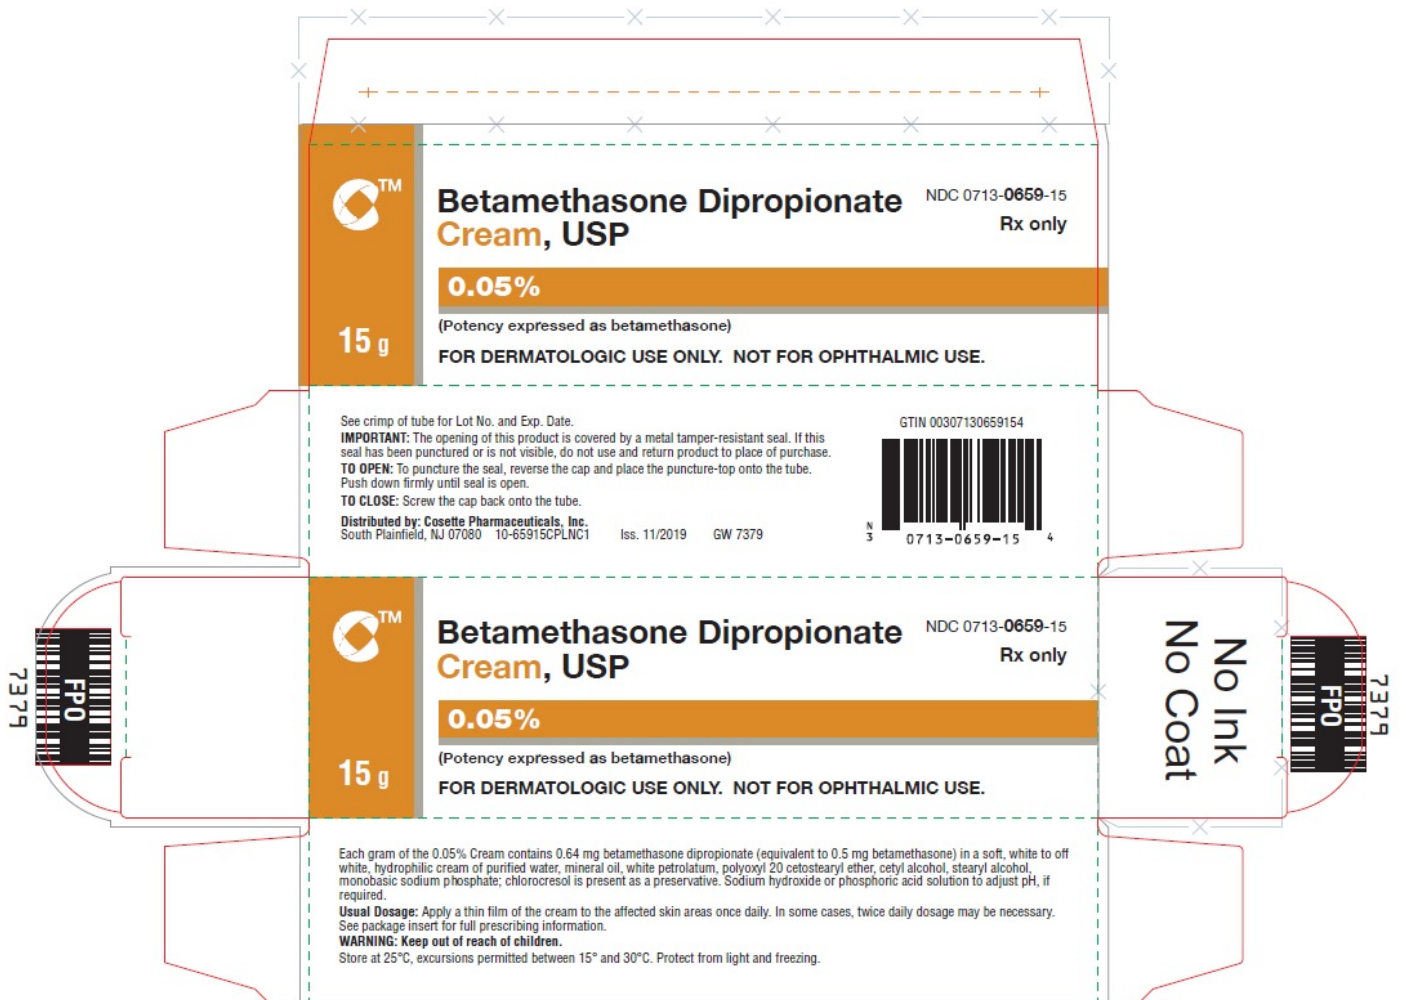 TM
Betamethasone Dipropionate
Cream, USP
NDC 0713-0659-15
Rx only
0.05%
15 g
(Potency expressed as betamethasone)
FOR DERMATOLOGIC USE ONLY. NOT FOR OPHTHALMIC USE.
See crimp of tube for Lot No. and Exp. Date.
IMPORTANT: The opening of this product is covered by a metal tamper-resistant seal. If this
seal has been punctured or is not visible, do not use and return product to place of purchase.
TO OPEN: To puncture the seal, reverse the cap and place the puncture-top onto the tube.
Push down firmly until seal is open.
TO CLOSE: Screw the cap back onto the tube.
Distributed by: Cosette Pharmaceuticals, Inc.
South Plainfield, NJ 07080 10-65915CPLNC1 Iss. 11/2019 GW 7379
GTIN 00307130659154
N
3 0713-0659-15 4
TM
Betamethasone Dipropionate
Cream, USP
NDC 0713-0659-15
Rx only
0.05%
15 g
(Potency expressed as betamethasone)
FOR DERMATOLOGIC USE ONLY. NOT FOR OPHTHALMIC USE.
7379
FPO
No Ink
No Coat
FPO
7379
Each gram of the 0.05% Cream contains 0.64 mg betamethasone dipropionate (equivalent to 0.5 mg betamethasone) in a soft, white to off
white, hydrophilic cream of purified water, mineral oil, white petrolatum, polyoxyl 20 cetostearyl ether, cetyl alcohol, stearyl alcohol,
monobasic sodium phosphate; chlorocresol is present as a preservative. Sodium hydroxide or phosphoric acid solution to adjust pH, if
required.
Usual Dosage: Apply a thin film of the cream to the affected skin areas once daily. In some cases, twice daily dosage may be necessary.
See package insert for full prescribing information.
WARNING: Keep out of reach of children.
Store at 25°C, excursions permitted between 15° and 30°C. Protect from light and freezing.